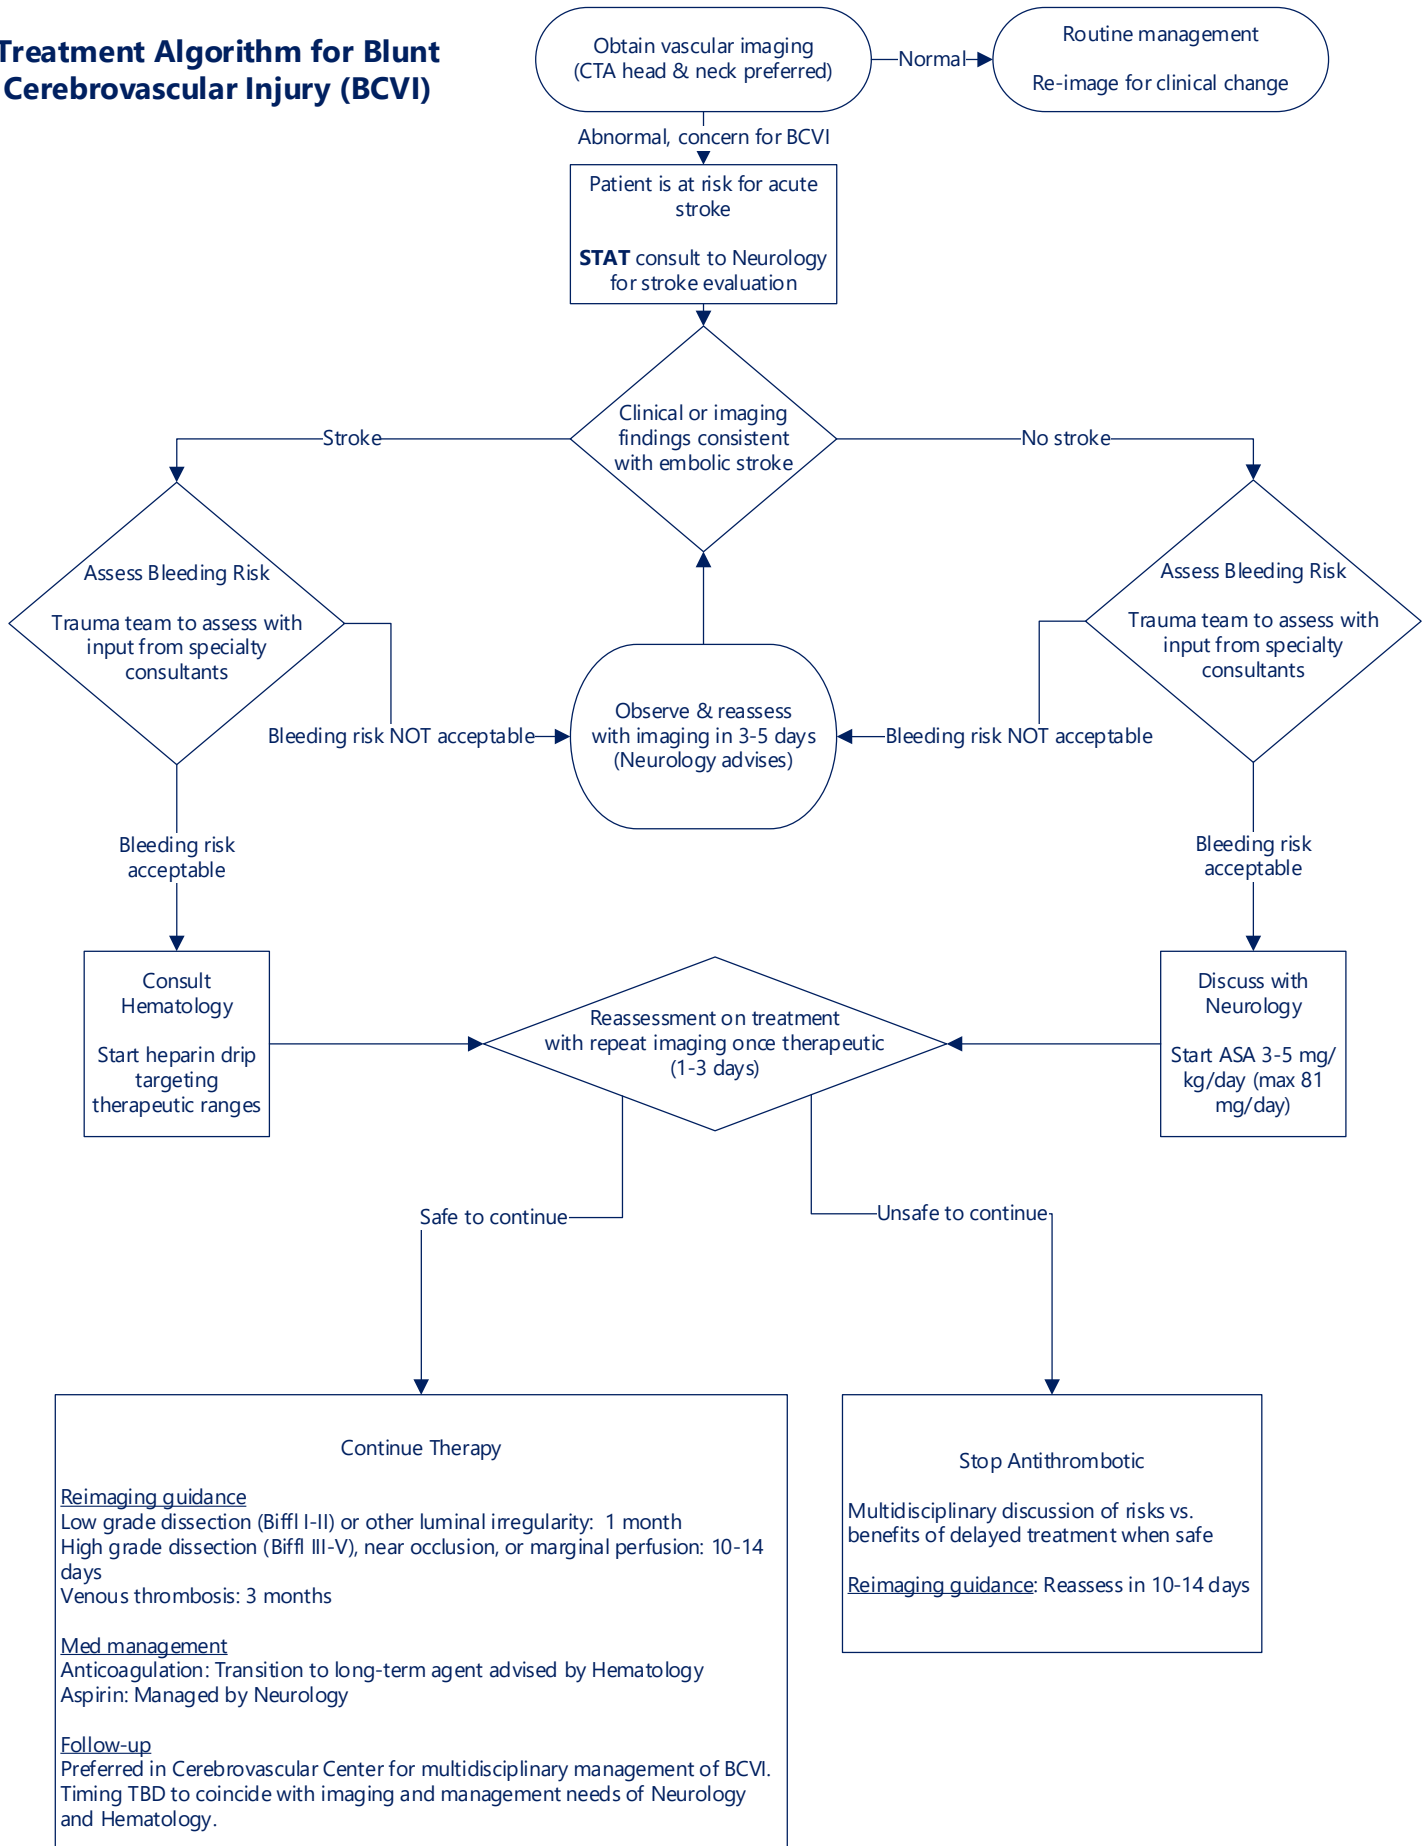 Treatment Algorithm for Blunt
Cerebrovascular Injury (BCVI)
Obtain vascular imaging
(CTA head & neck preferred)
Normal
Routine management
Re-image for clinical change
Abnormal, concern for BCVI
Patient is at risk for acute
stroke
STAT consult to Neurology
for stroke evaluation
Clinical or imaging
findings consistent
with embolic stroke
Stroke
No stroke
Assess Bleeding Risk
Trauma team to assess with
input from specialty
consultants
Assess Bleeding Risk
Trauma team to assess with
input from specialty
consultants
Bleeding risk NOT acceptable
Observe & reassess
with imaging in 3-5 days
(Neurology advises)
Bleeding risk NOT acceptable
Bleeding risk
acceptable
Bleeding risk
acceptable
Consult
Hematology
Start heparin drip
targeting
therapeutic ranges
Reassessment on treatment
with repeat imaging once therapeutic
(1-3 days)
Discuss with
Neurology
Start ASA 3-5 mg/
kg/day (max 81
mg/day)
Safe to continue
Unsafe to continue
Continue Therapy
Reimaging guidance
Low grade dissection (Biffl I-II) or other luminal irregularity: 1 month
High grade dissection (Biffl III-V), near occlusion, or marginal perfusion: 10-14
days
Venous thrombosis: 3 months
Med management
Anticoagulation: Transition to long-term agent advised by Hematology
Aspirin: Managed by Neurology
Follow-up
Preferred in Cerebrovascular Center for multidisciplinary management of BCVI.
Timing TBD to coincide with imaging and management needs of Neurology
and Hematology.
Stop Antithrombotic
Multidisciplinary discussion of risks vs.
benefits of delayed treatment when safe
Reimaging guidance: Reassess in 10-14 days